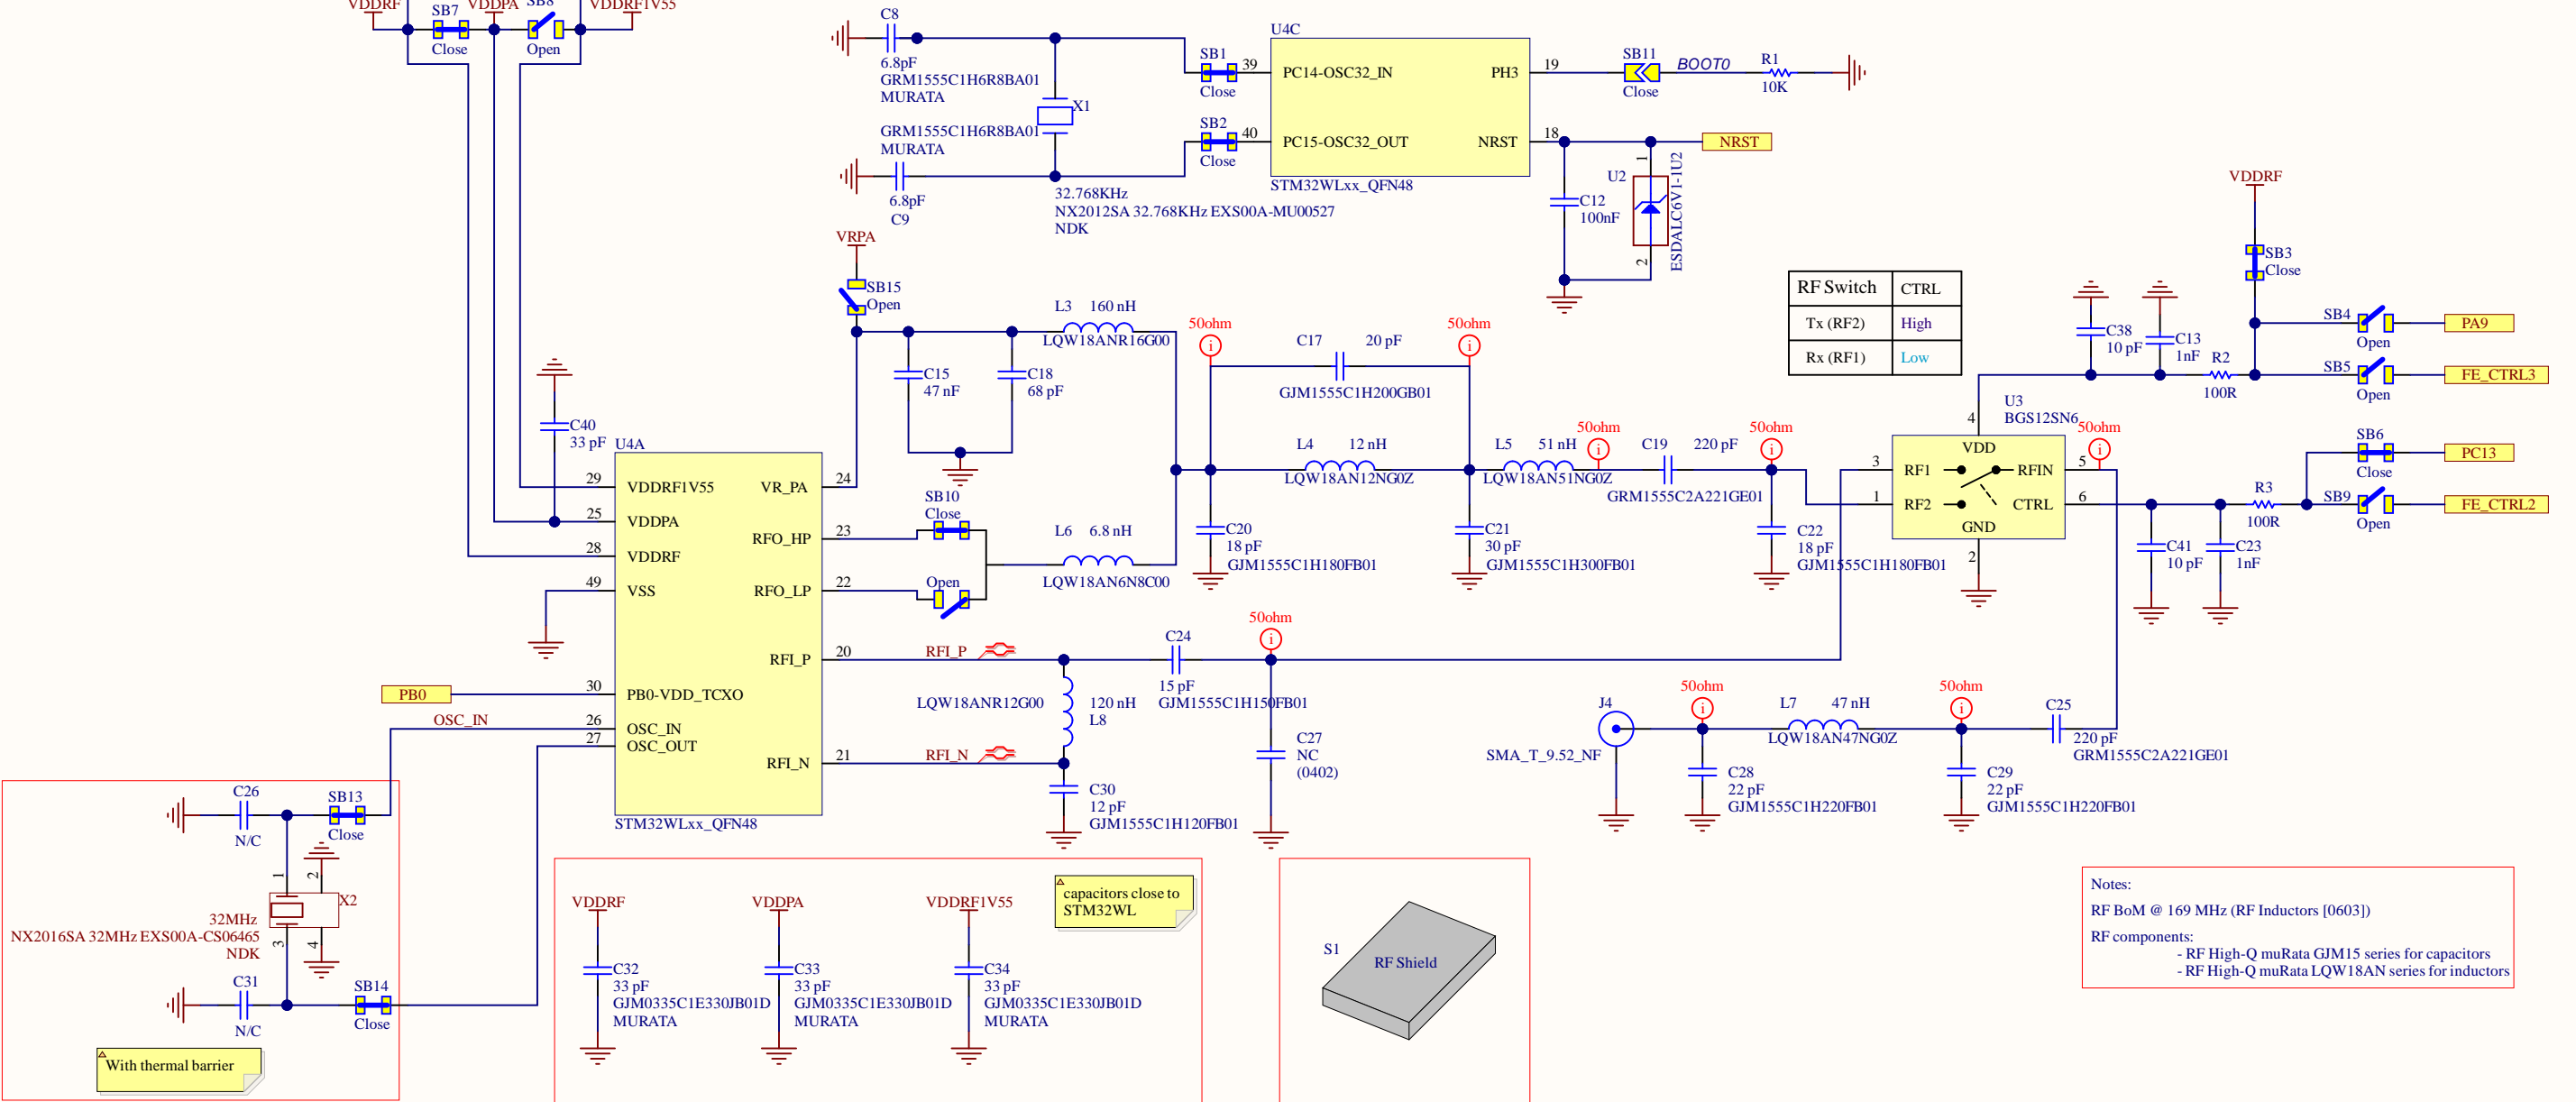 VDDRF
SB7
Close
VDDPA
SB8
Open
VDDRF1V55
C8
6.8pF
GRM1555C1H6R8BA01
MURATA
GRM1555C1H6R8BA01
MURATA
6.8pF
C9
X1
32.768KHz
NX2012SA 32.768KHz EXS00A-MU00527
NDK
SB1
39
Close
SB2
40
Close
U4C
PC14-OSC32_IN
PC15-OSC32_OUT
PH3
NRST
STM32WLxx_QFN48
19
18
SB11
Close
BOOT0
R1
10K
NRST
C12
100nF
U2
1
2
ESDALC6V1-1U2
VRPA
SB15
Open
L3 160 nH
LQW18ANR16G00
C15
47 nF
C18
68 pF
C40
33 pF
U4A
29
VDDRF1V55
25
VDDPA
28
VDDRF
49
VSS
30
PB0-VDD_TCXO
26
OSC_IN
27
OSC_OUT
VR_PA
24
RFO_HP
23
RFO_LP
22
RFI_P
20
RFI_N
21
STM32WLxx_QFN48
PB0
OSC_IN
SB10
Close
Open
L6 6.8 nH
LQW18AN6N8C00
50ohm
i
C17 20 pF
GJM1555C1H200GB01
50ohm
i
L4 12 nH
LQW18AN12NG0Z
L5 51 nH
LQW18AN51NG0Z
50ohm
i
C19 220 pF
GRM1555C2A221GE01
50ohm
i
C20
18 pF
GJM1555C1H180FB01
C21
30 pF
GJM1555C1H300FB01
C22
18 pF
GJM1555C1H180FB01
RF Switch CTRL
Tx (RF2) High
Rx (RF1) Low
VDDRF
SB3
Close
C38
10 pF
C13
1nF
R2
100R
SB4
Open
PA9
SB5
Open
FE_CTRL3
U3
BGS12SN6
4
VDD
3
RF1
RFIN
5
1
RF2
CTRL
6
GND
2
50ohm
i
SB6
Close
PC13
R3
100R
SB9
Open
FE_CTRL2
C41
10 pF
C23
1nF
RFI_P
RFI_N
LQW18ANR12G00
120 nH
L8
C24
15 pF
GJM1555C1H150FB01
50ohm
i
C27
NC
(0402)
C30
12 pF
GJM1555C1H120FB01
J4
SMA_T_9.52_NF
50ohm
i
L7 47 nH
LQW18AN47NG0Z
50ohm
i
C25
220 pF
GRM1555C2A221GE01
C28
22 pF
GJM1555C1H220FB01
C29
22 pF
GJM1555C1H220FB01
C26
N/C
SB13
Close
1
2
X2
3
4
32MHz
NX2016SA 32MHz EXS00A-CS06465
NDK
C31
N/C
SB14
Close
With thermal barrier
VDDRF
C32
33 pF
GJM0335C1E330JB01D
MURATA
VDDPA
C33
33 pF
GJM0335C1E330JB01D
MURATA
VDDRF1V55
C34
33 pF
GJM0335C1E330JB01D
MURATA
capacitors close to
STM32WL
S1
RF Shield
Notes:
RF BoM @ 169 MHz (RF Inductors [0603])
RF components:
- RF High-Q muRata GJM15 series for capacitors
- RF High-Q muRata LQW18AN series for inductors